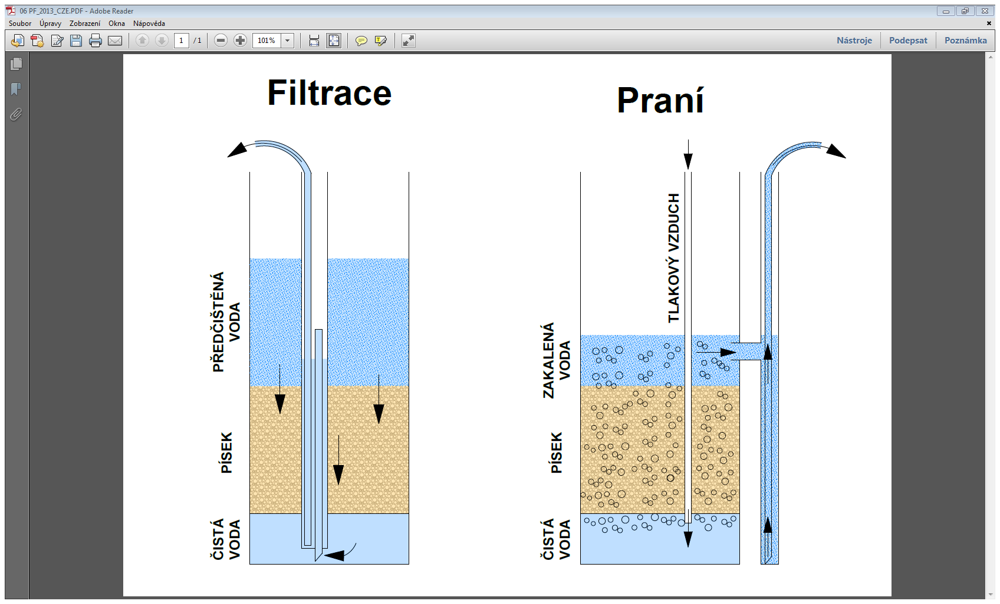 06 PF_2013_CZE.PDF - Adobe Reader
Soubor Úpravy Zobrazení Okna Nápověda
1 / 1 101% Nástroje Podepsat Poznámka
Filtrace
PŘEDČIŠTĚNÁ
VODA
PÍSEK
ČISTÁ
VODA
Praní
TLAKOVÝ VZDUCH
ZAKALENÁ
VODA
PÍSEK
ČISTÁ
VODA